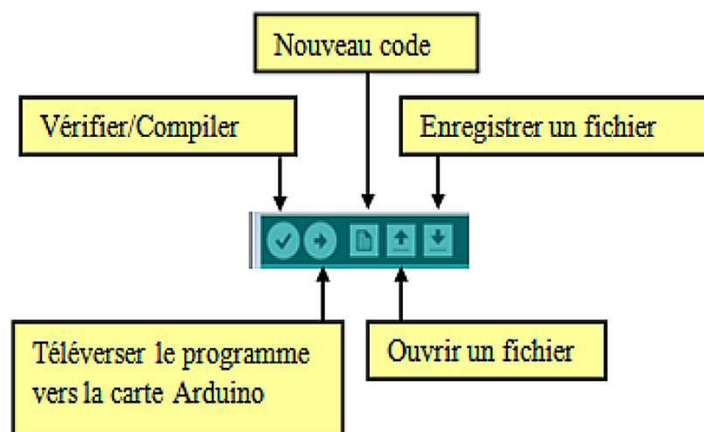 Nouveau code
Vérifier/Compiler
Enregistrer un fichier
Téléverser le programme
vers la carte Arduino
Ouvrir un fichier